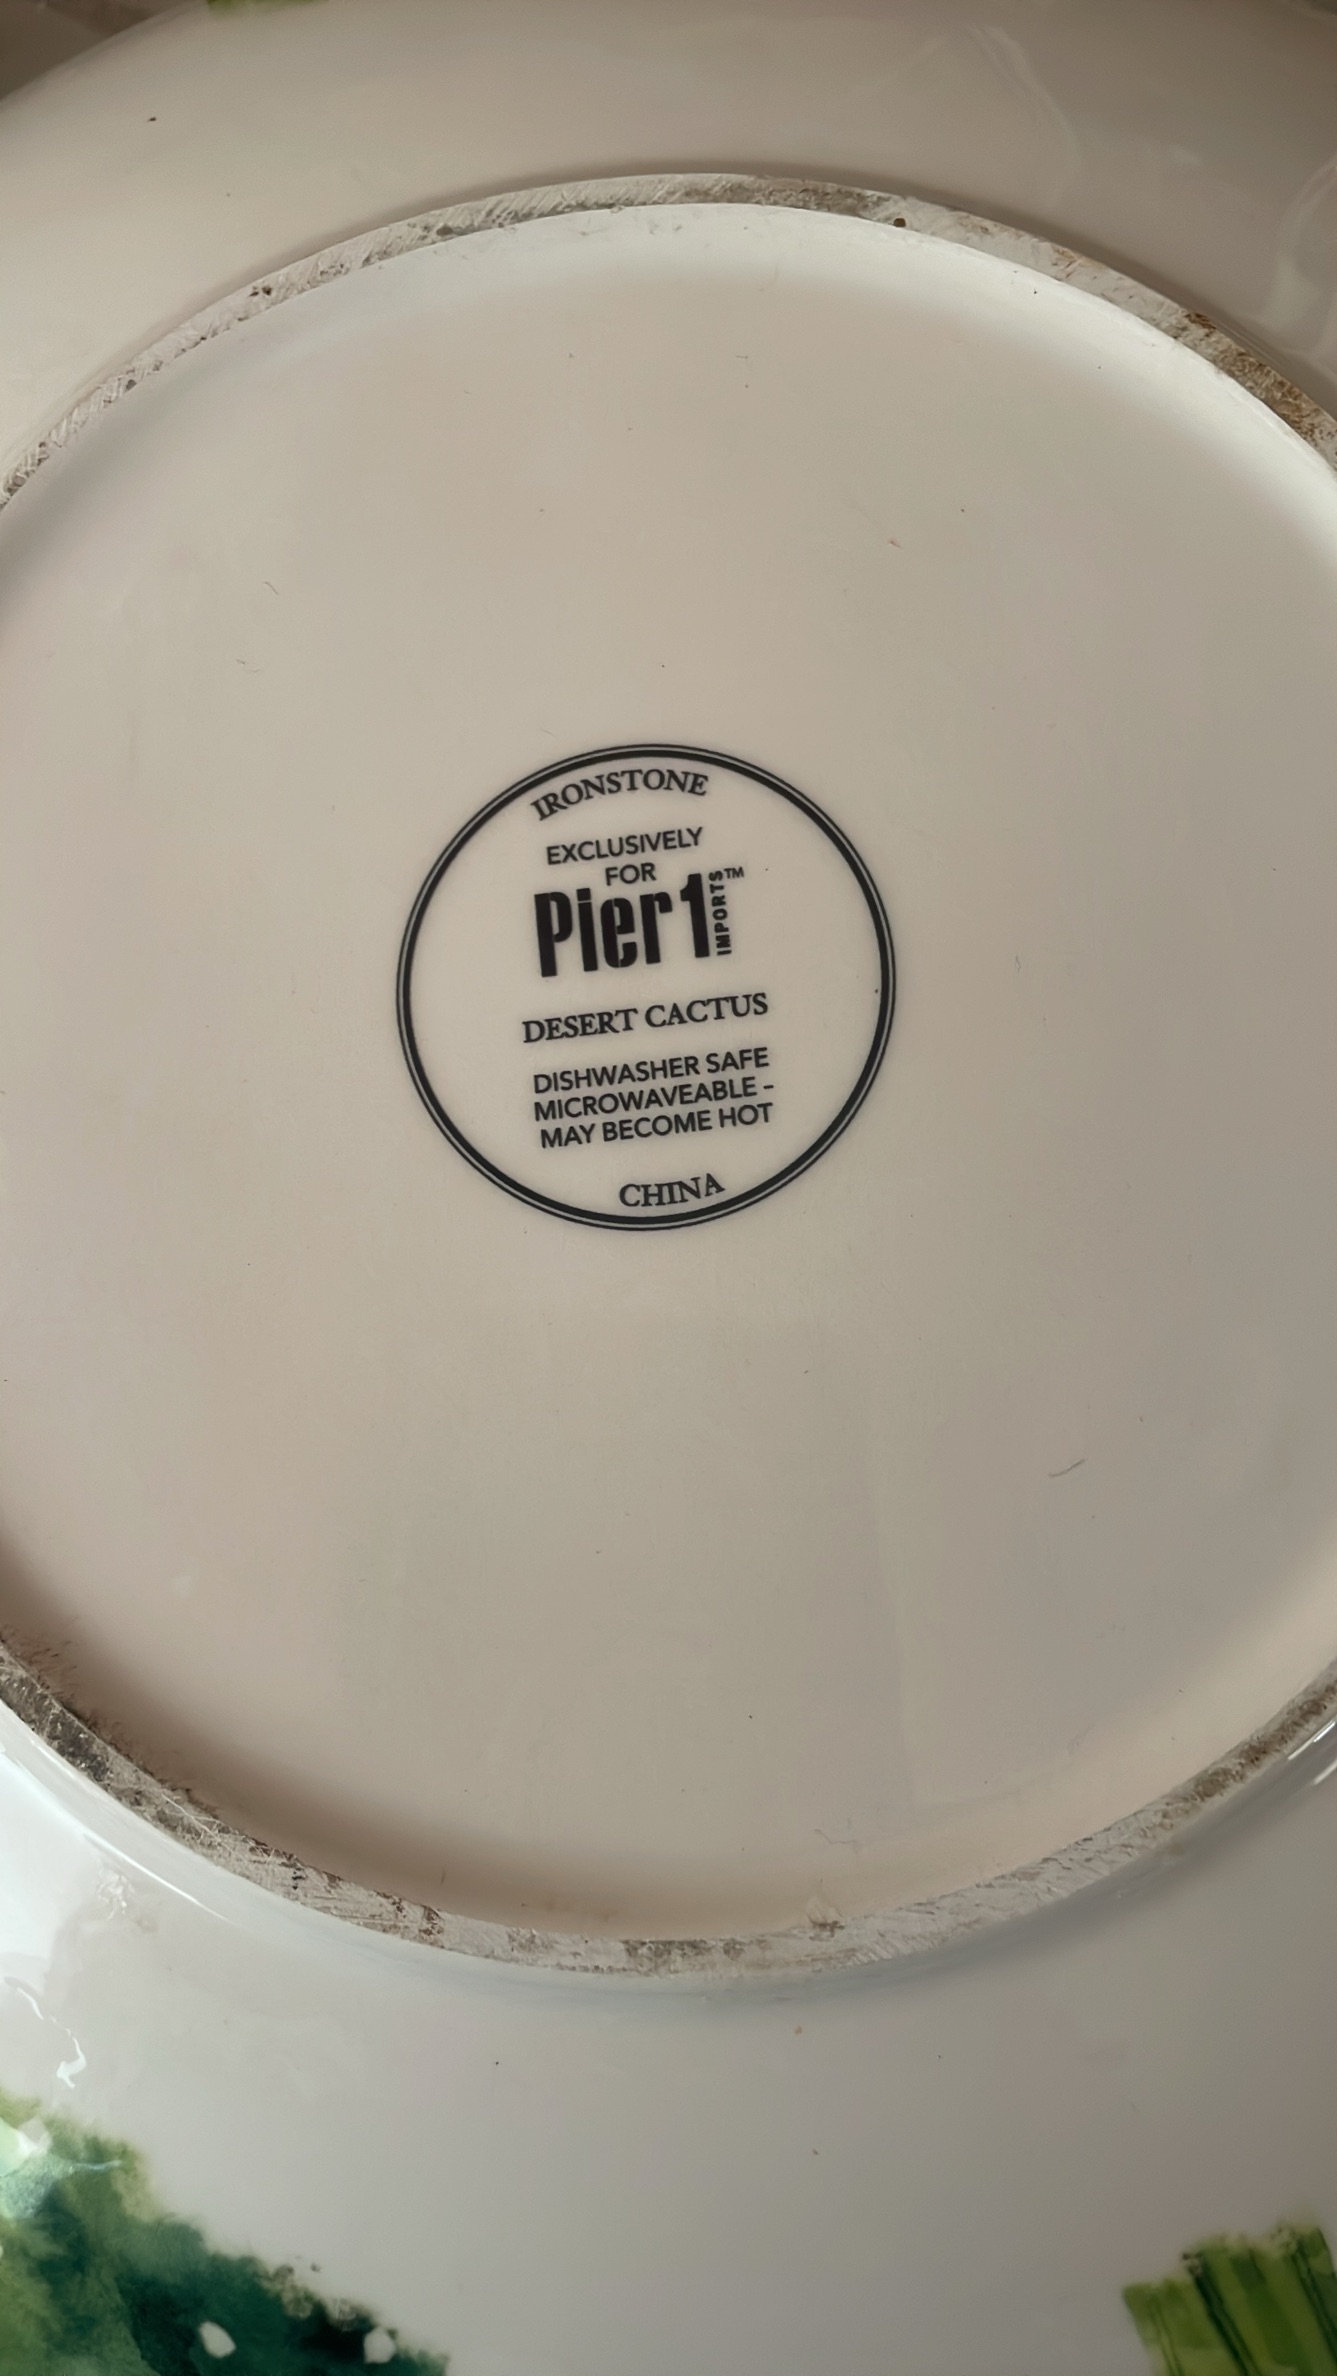 IRONSTONE
EXCLUSIVELY
FOR
Pier 1 IMPORTS™
DESERT CACTUS
DISHWASHER SAFE
MICROWAVEABLE –
MAY BECOME HOT
CHINA